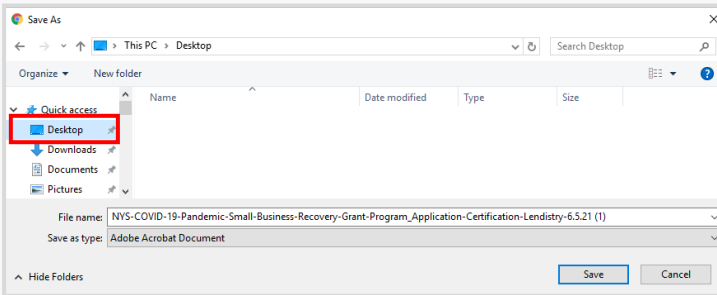 Save As
This PC > Desktop
Search Desktop
Organize
New folder
?
Name
Date modified
Type
Size
Quick access
Desktop
Downloads
Documents
Pictures
File name: NYS-COVID-19-Pandemic-Small-Business-Recovery-Grant-Program_Application-Certification-Lendistry-6.5.21 (1)
Save as type: Adobe Acrobat Document
Hide Folders
Save
Cancel